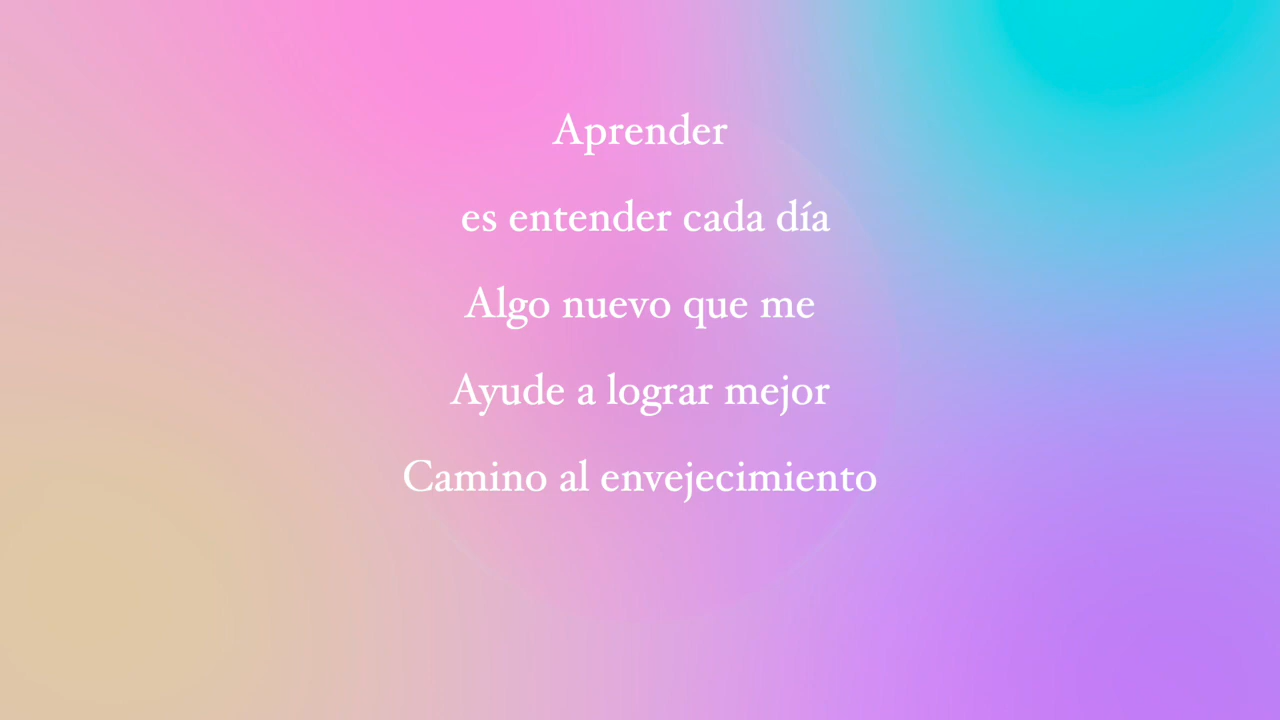 Aprender
es entender cada día
Algo nuevo que me
Ayude a lograr mejor
Camino al envejecimiento